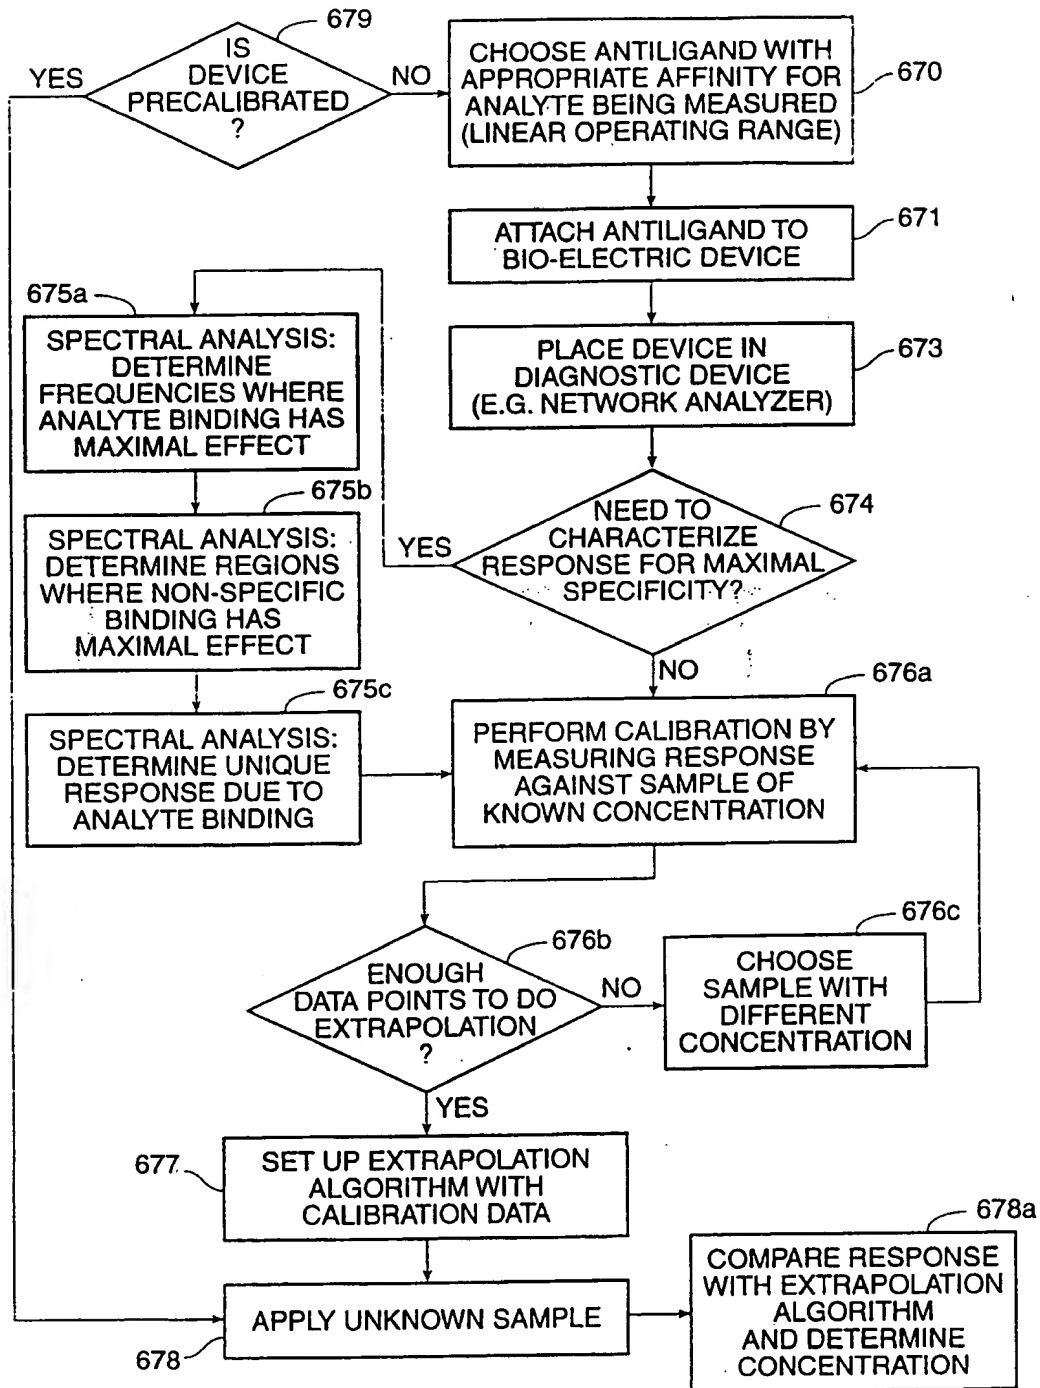 679
IS
DEVICE
PRECALIBRATED
?
YES
NO
CHOOSE ANTILIGAND WITH
APPROPRIATE AFFINITY FOR
ANALYTE BEING MEASURED
(LINEAR OPERATING RANGE)
670
ATTACH ANTILIGAND TO
BIO-ELECTRIC DEVICE
671
PLACE DEVICE IN
DIAGNOSTIC DEVICE
(E.G. NETWORK ANALYZER)
673
NEED TO
CHARACTERIZE
RESPONSE FOR MAXIMAL
SPECIFICITY?
674
YES
NO
675a
SPECTRAL ANALYSIS:
DETERMINE
FREQUENCIES WHERE
ANALYTE BINDING HAS
MAXIMAL EFFECT
675b
SPECTRAL ANALYSIS:
DETERMINE REGIONS
WHERE NON-SPECIFIC
BINDING HAS
MAXIMAL EFFECT
675c
SPECTRAL ANALYSIS:
DETERMINE UNIQUE
RESPONSE DUE TO
ANALYTE BINDING
676a
PERFORM CALIBRATION BY
MEASURING RESPONSE
AGAINST SAMPLE OF
KNOWN CONCENTRATION
676b
ENOUGH
DATA POINTS TO DO
EXTRAPOLATION
?
NO
YES
676c
CHOOSE
SAMPLE WITH
DIFFERENT
CONCENTRATION
677
SET UP EXTRAPOLATION
ALGORITHM WITH
CALIBRATION DATA
APPLY UNKNOWN SAMPLE
678
678a
COMPARE RESPONSE
WITH EXTRAPOLATION
ALGORITHM
AND DETERMINE
CONCENTRATION